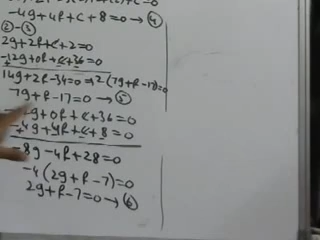 -4g+4f+c+8=0→④
②-③
2g+2f+c+2=0
-12g+0f+c+36=0
14g+2f-34=0⇒2(7g+f-17)=0
7g+f-17=0→⑤
g+0f+c+36=0
-4g+4f+c+8=0
-8g-4f+28=0
-4(2g+f-7)=0
2g+f-7=0→⑥